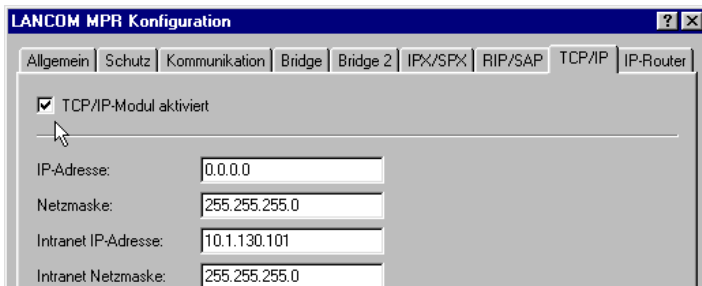 LANCOM MPR Konfiguration
Allgemein Schutz Kommunikation Bridge Bridge 2 IPX/SPX RIP/SAP TCP/IP IP-Router
TCP/IP-Modul aktiviert
IP-Adresse: 0.0.0.0
Netzmaske: 255.255.255.0
Intranet IP-Adresse: 10.1.130.101
Intranet Netzmaske: 255.255.255.0